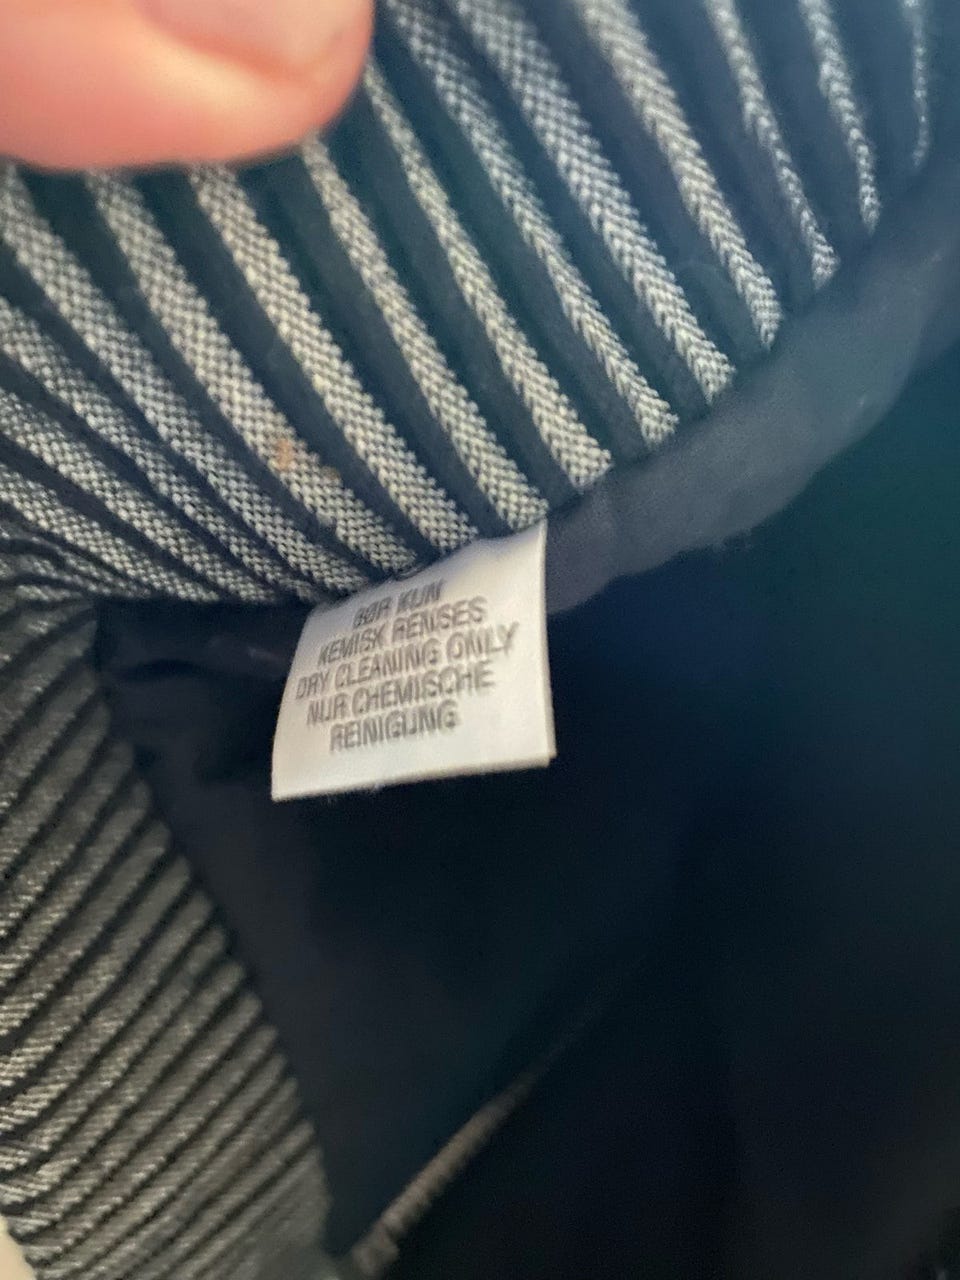 BØR KUN
KEMISK RENSES
DRY CLEANING ONLY
NUR CHEMISCHE
REINIGUNG